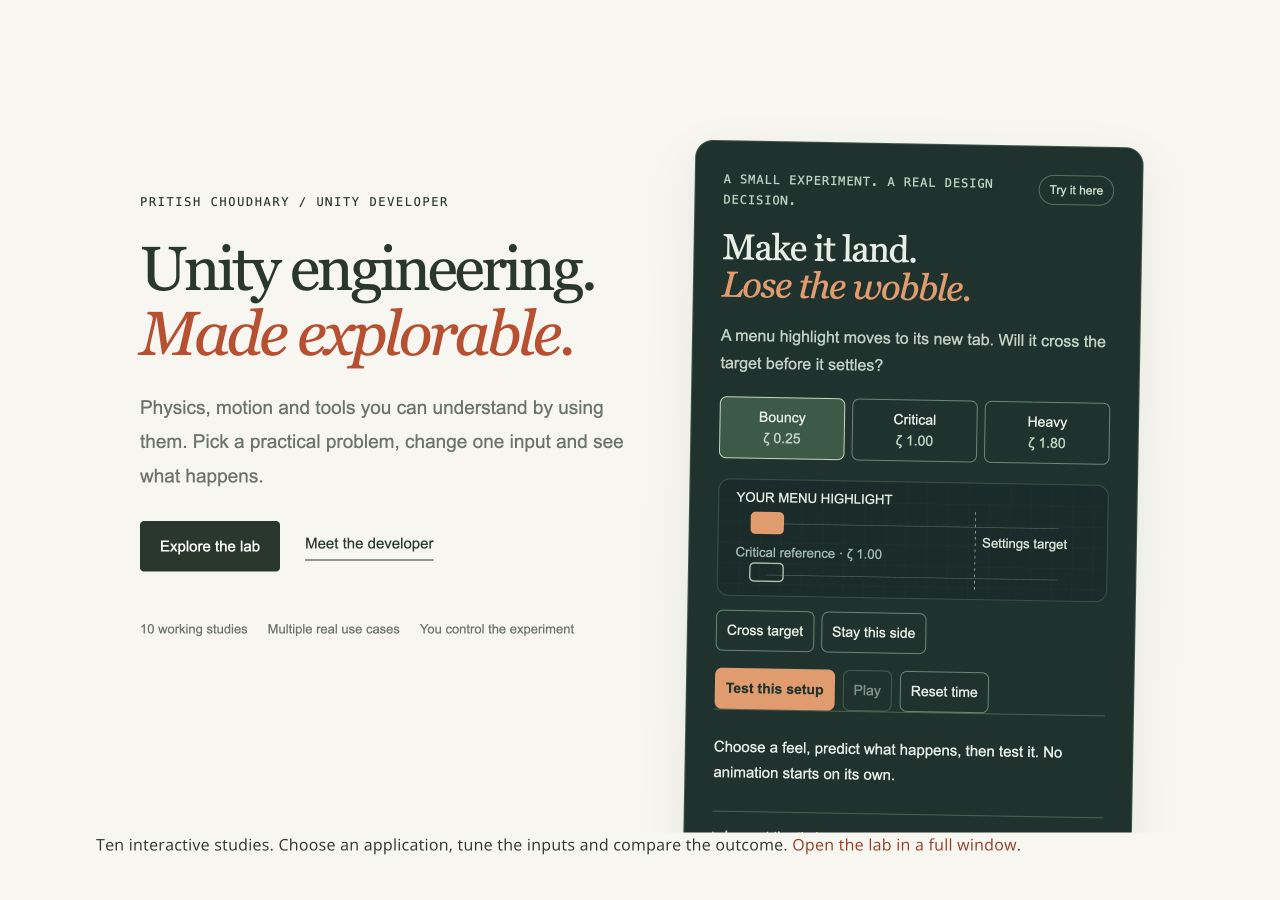 PRITISH CHOUDHARY / UNITY DEVELOPER
Unity engineering.
Made explorable.
Physics, motion and tools you can understand by using
them. Pick a practical problem, change one input and see
what happens.
Explore the lab
Meet the developer
10 working studies
Multiple real use cases
You control the experiment
A SMALL EXPERIMENT. A REAL DESIGN
DECISION.
Try it here
Make it land.
Lose the wobble.
A menu highlight moves to its new tab. Will it cross the
target before it settles?
Bouncy
ζ 0.25
Critical
ζ 1.00
Heavy
ζ 1.80
YOUR MENU HIGHLIGHT
Settings target
Critical reference · ζ 1.00
Cross target
Stay this side
Test this setup
Play
Reset time
Choose a feel, predict what happens, then test it. No
animation starts on its own.
Ten interactive studies. Choose an application, tune the inputs and compare the outcome. Open the lab in a full window.